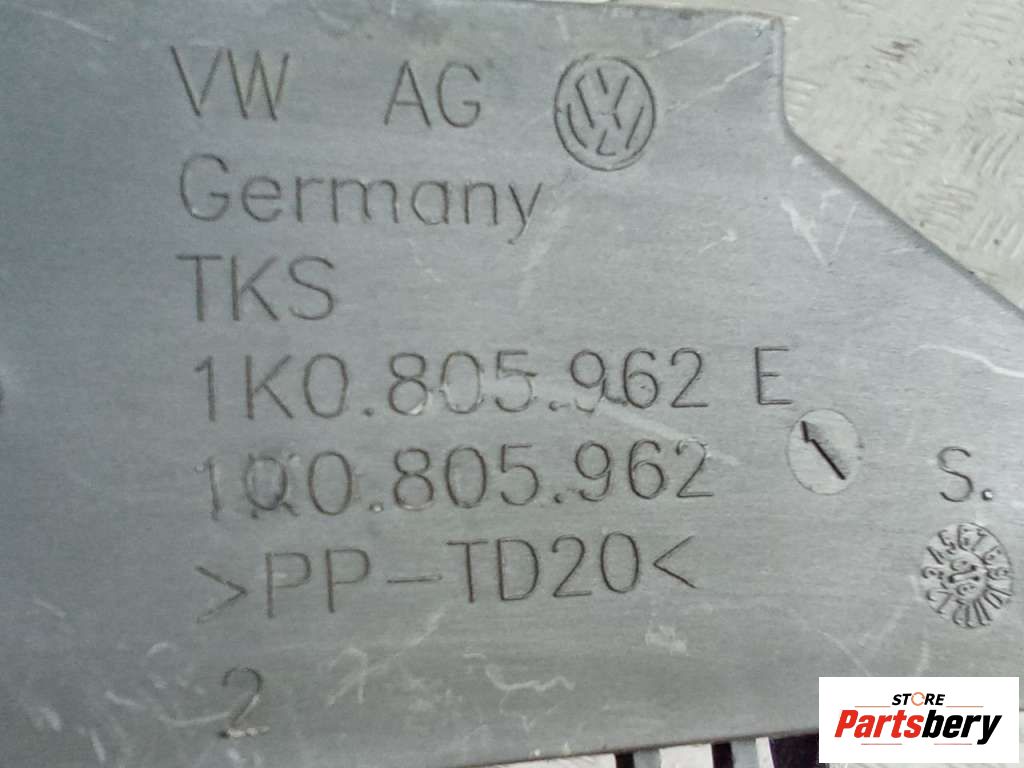 VW AG
Germany
TKS
1K0.805.962 E
1Q0.805.962
S.
>PP-TD20<
2
STORE
Partsbery